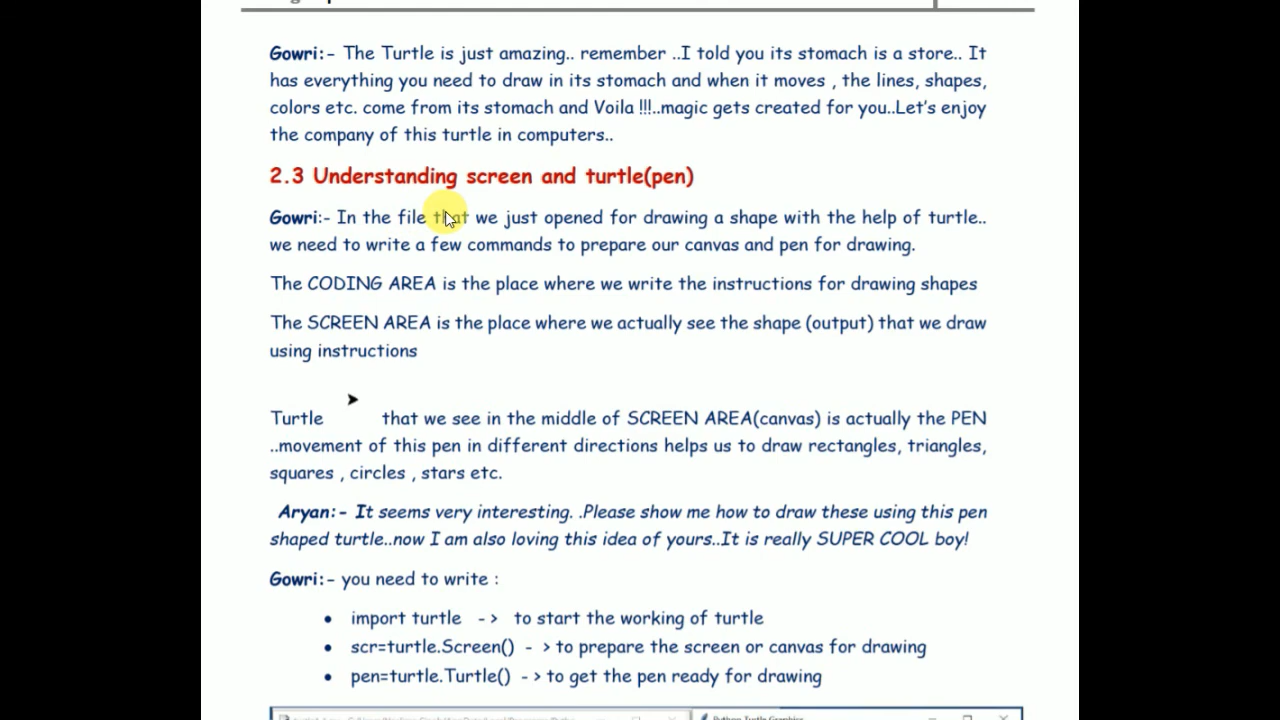 Gowri:- The Turtle is just amazing.. remember ..I told you its stomach is a store.. It
has everything you need to draw in its stomach and when it moves , the lines, shapes,
colors etc. come from its stomach and Voila !!!..magic gets created for you..Let's enjoy
the company of this turtle in computers..
2.3 Understanding screen and turtle(pen)
Gowri:- In the file that we just opened for drawing a shape with the help of turtle..
we need to write a few commands to prepare our canvas and pen for drawing.
The CODING AREA is the place where we write the instructions for drawing shapes
The SCREEN AREA is the place where we actually see the shape (output) that we draw
using instructions
Turtle that we see in the middle of SCREEN AREA(canvas) is actually the PEN
..movement of this pen in different directions helps us to draw rectangles, triangles,
squares , circles , stars etc.
Aryan:- It seems very interesting. .Please show me how to draw these using this pen
shaped turtle..now I am also loving this idea of yours..It is really SUPER COOL boy!
Gowri:- you need to write :
• import turtle -> to start the working of turtle
• scr=turtle.Screen() - > to prepare the screen or canvas for drawing
• pen=turtle.Turtle() -> to get the pen ready for drawing
Python Turtle Graphics